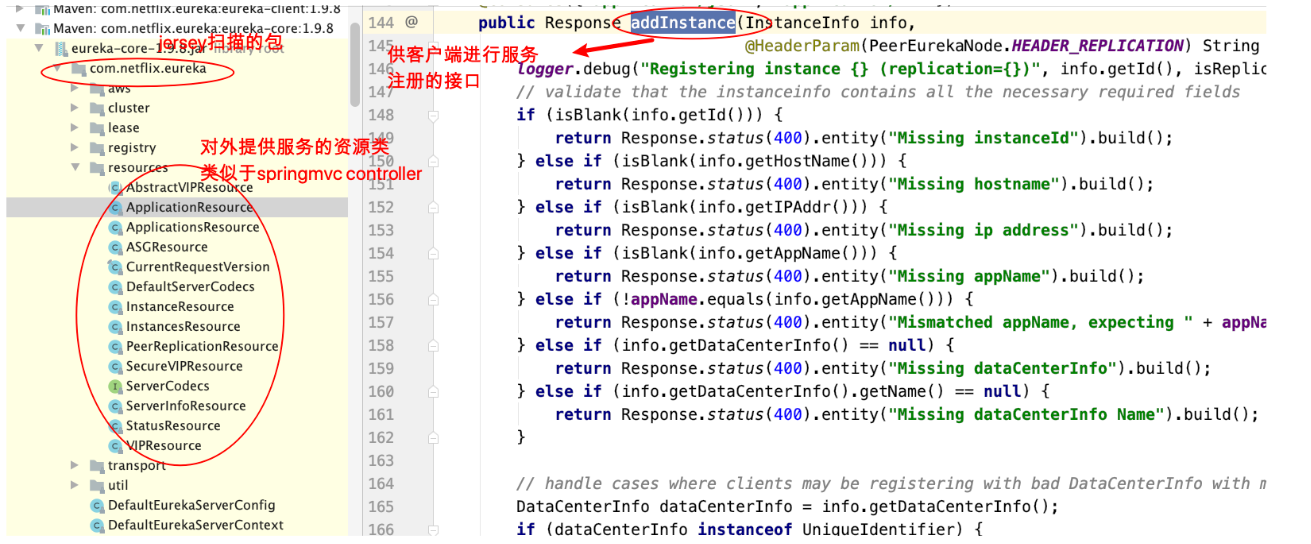 Maven: com.netflix.eureka:eureka-client:1.9.8
Maven: com.netflix.eureka:eureka-core:1.9.8
eureka-core-1.9.8.jar library root
jersey扫描的包
com.netflix.eureka
aws
cluster
lease
registry
对外提供服务的资源类
类似于springmvc controller
resources
AbstractVIPResource
ApplicationResource
ApplicationsResource
ASGResource
CurrentRequestVersion
DefaultServerCodecs
InstanceResource
InstancesResource
PeerReplicationResource
SecureVIPResource
ServerCodecs
ServerInfoResource
StatusResource
VIPResource
transport
util
DefaultEurekaServerConfig
DefaultEurekaServerContext
供客户端进行服务
注册的接口
144 @ public Response addInstance(InstanceInfo info,
145 @HeaderParam(PeerEurekaNode.HEADER_REPLICATION) String
146 logger.debug("Registering instance {} (replication={})", info.getId(), isReplic
147 // validate that the instanceinfo contains all the necessary required fields
148 if (isBlank(info.getId())) {
149 return Response.status(400).entity("Missing instanceId").build();
150 } else if (isBlank(info.getHostName())) {
151 return Response.status(400).entity("Missing hostname").build();
152 } else if (isBlank(info.getIPAddr())) {
153 return Response.status(400).entity("Missing ip address").build();
154 } else if (isBlank(info.getAppName())) {
155 return Response.status(400).entity("Missing appName").build();
156 } else if (!appName.equals(info.getAppName())) {
157 return Response.status(400).entity("Mismatched appName, expecting " + appNa
158 } else if (info.getDataCenterInfo() == null) {
159 return Response.status(400).entity("Missing dataCenterInfo").build();
160 } else if (info.getDataCenterInfo().getName() == null) {
161 return Response.status(400).entity("Missing dataCenterInfo Name").build();
162 }
163
164 // handle cases where clients may be registering with bad DataCenterInfo with m
165 DataCenterInfo dataCenterInfo = info.getDataCenterInfo();
166 if (dataCenterInfo instanceof UniqueIdentifier) {